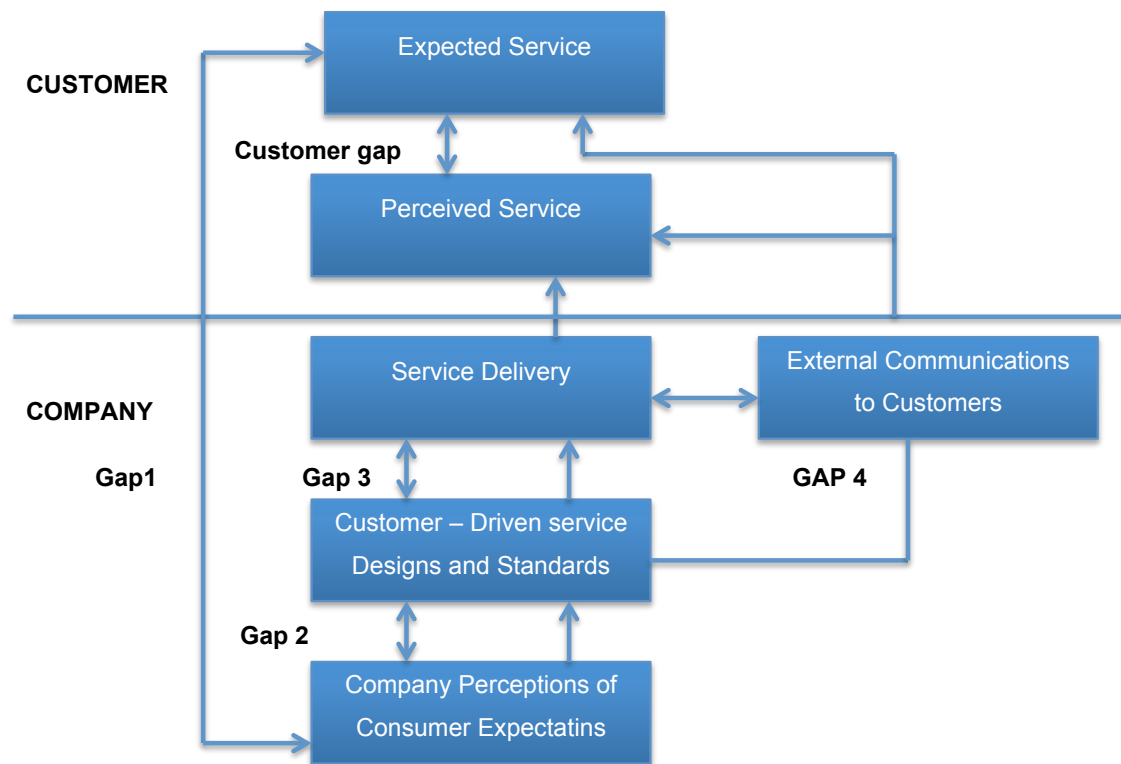 Expected Service
CUSTOMER
Customer gap
Perceived Service
Service Delivery
External Communications
to Customers
COMPANY
Gap1
Gap 3
GAP 4
Customer – Driven service
Designs and Standards
Gap 2
Company Perceptions of
Consumer Expectatins